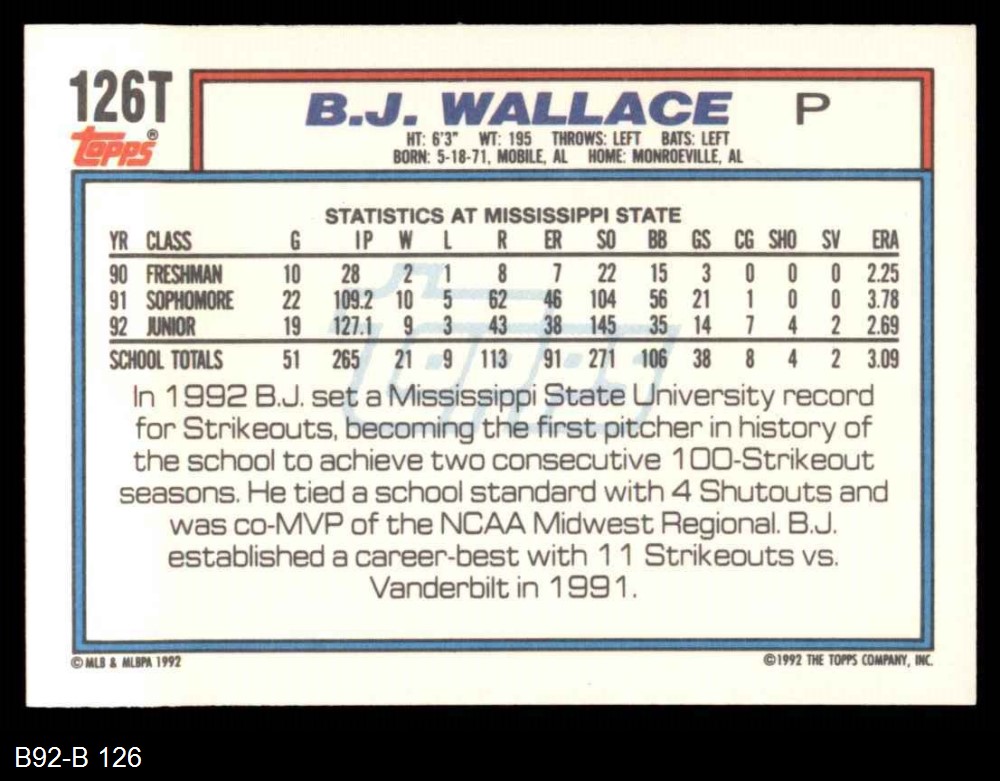 126T
topps®
B.J. WALLACE P
HT: 6'3" WT: 195 THROWS: LEFT BATS: LEFT
BORN: 5-18-71, MOBILE, AL HOME: MONROEVILLE, AL
STATISTICS AT MISSISSIPPI STATE
YR CLASS G IP W L R ER SO BB GS CG SHO SV ERA
90 FRESHMAN 10 28 2 1 8 7 22 15 3 0 0 0 2.25
91 SOPHOMORE 22 109.2 10 5 62 46 104 56 21 1 0 0 3.78
92 JUNIOR 19 127.1 9 3 43 38 145 35 14 7 4 2 2.69
SCHOOL TOTALS 51 265 21 9 113 91 271 106 38 8 4 2 3.09
topps
In 1992 B.J. set a Mississippi State University record
for Strikeouts, becoming the first pitcher in history of
the school to achieve two consecutive 100-Strikeout
seasons. He tied a school standard with 4 Shutouts and
was co-MVP of the NCAA Midwest Regional. B.J.
established a career-best with 11 Strikeouts vs.
Vanderbilt in 1991.
© MLB & MLBPA 1992 ©1992 THE TOPPS COMPANY, INC.
B92-B 126